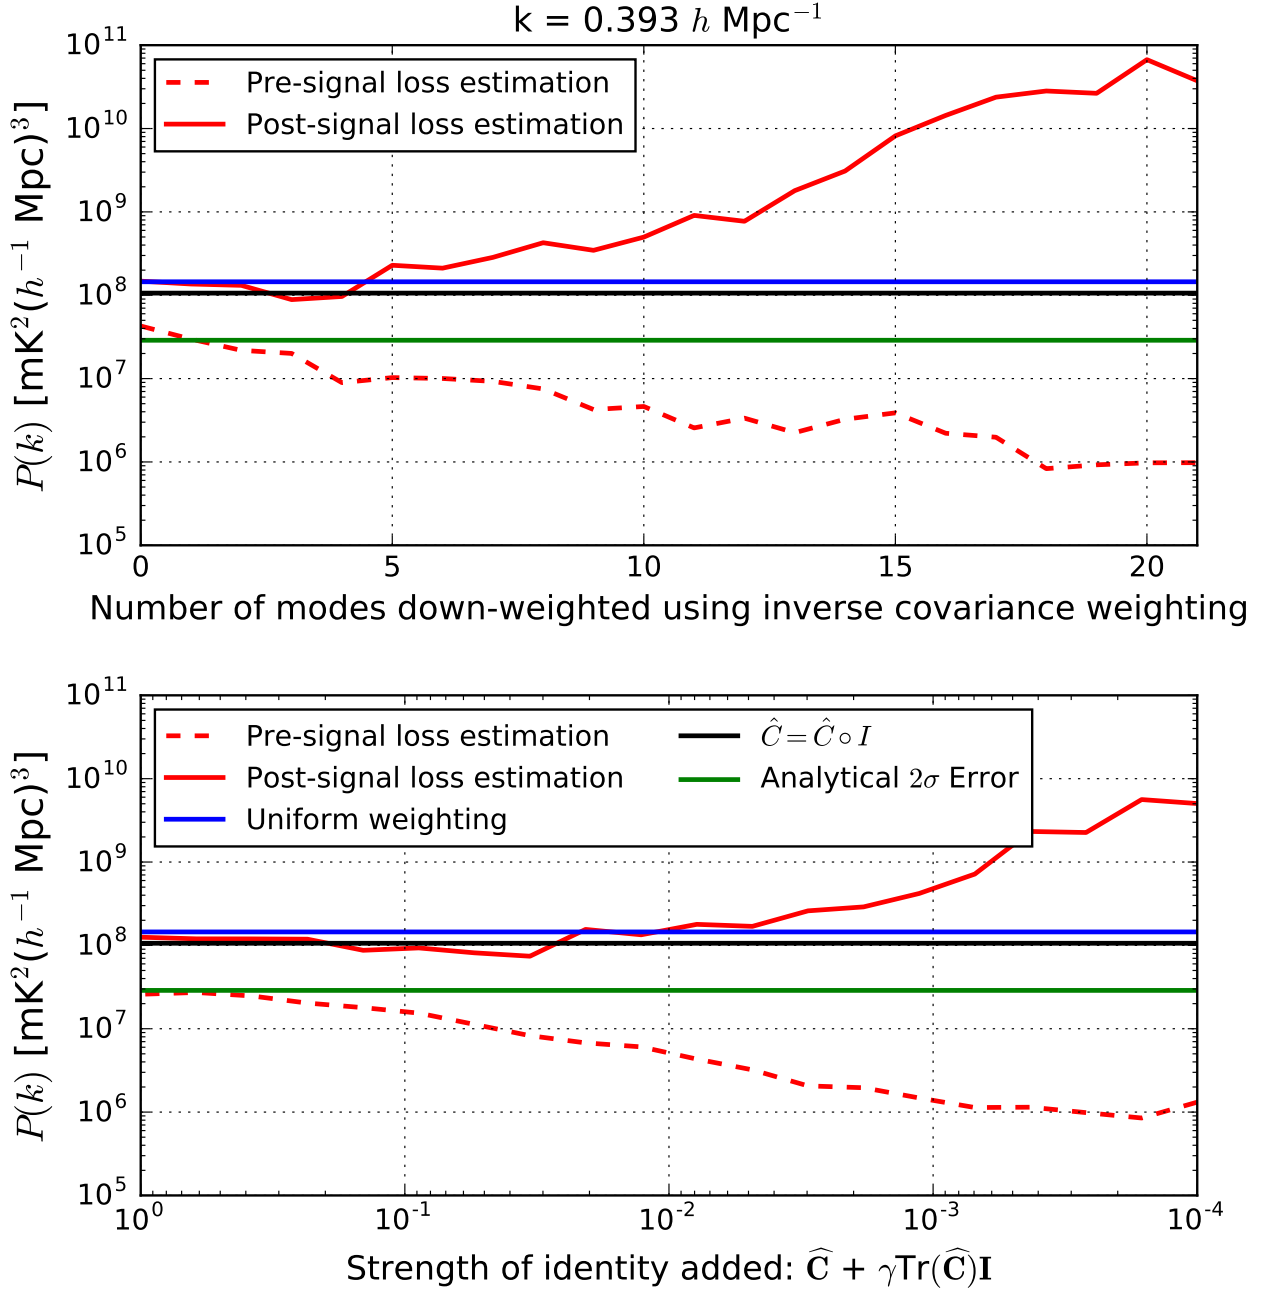 k = 0.393 h Mpc⁻¹
10¹¹
10¹⁰
10⁹
10⁸
10⁷
10⁶
10⁵
P(k) [mK²(h⁻¹ Mpc)³]
Pre-signal loss estimation
Post-signal loss estimation
0 5 10 15 20
Number of modes down-weighted using inverse covariance weighting
10¹¹
10¹⁰
10⁹
10⁸
10⁷
10⁶
10⁵
P(k) [mK²(h⁻¹ Mpc)³]
Pre-signal loss estimation
Post-signal loss estimation
Uniform weighting
Ĉ = Ĉ ∘ I
Analytical 2σ Error
10⁰ 10⁻¹ 10⁻² 10⁻³ 10⁻⁴
Strength of identity added: Ĉ + γTr(Ĉ)I